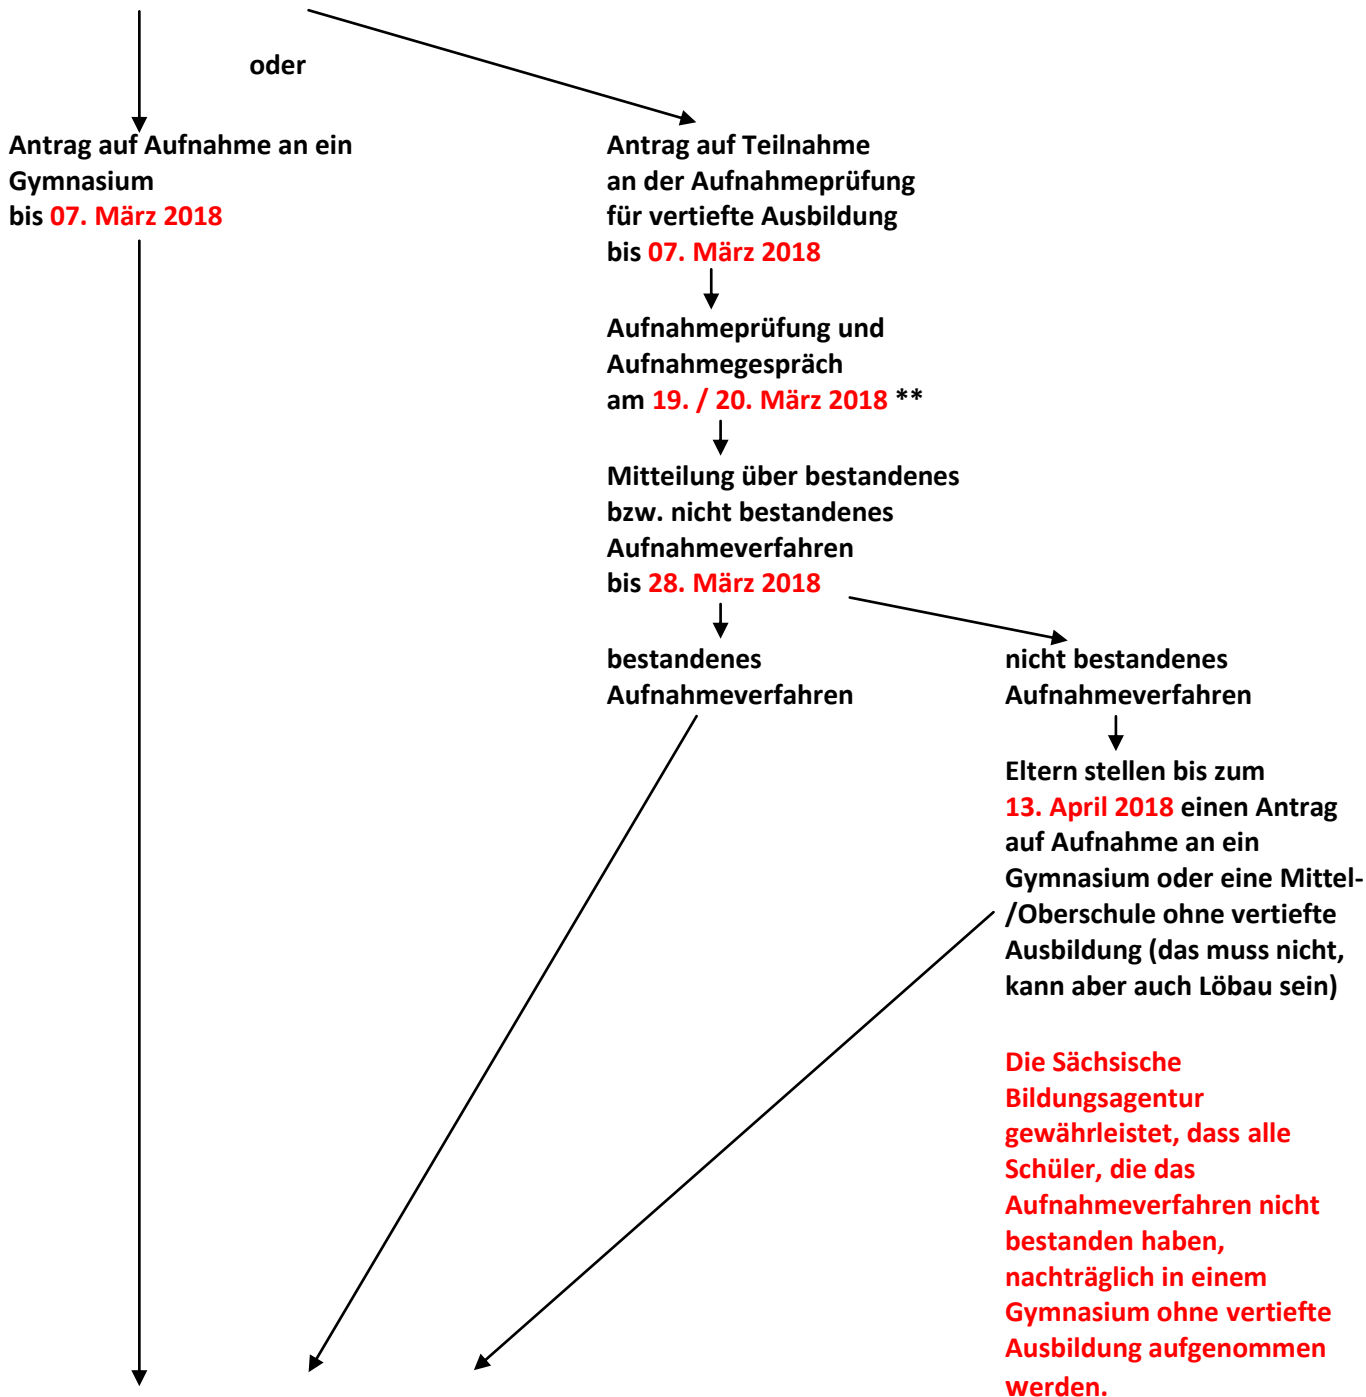 oder
Antrag auf Aufnahme an ein
Gymnasium
bis 07. März 2018
Antrag auf Teilnahme
an der Aufnahmeprüfung
für vertiefte Ausbildung
bis 07. März 2018
Aufnahmeprüfung und
Aufnahmegespräch
am 19. / 20. März 2018 **
Mitteilung über bestandenes
bzw. nicht bestandenes
Aufnahmeverfahren
bis 28. März 2018
bestandenes
Aufnahmeverfahren
nicht bestandenes
Aufnahmeverfahren
Eltern stellen bis zum
13. April 2018 einen Antrag
auf Aufnahme an ein
Gymnasium oder eine Mittel-
/Oberschule ohne vertiefte
Ausbildung (das muss nicht,
kann aber auch Löbau sein)
Die Sächsische
Bildungsagentur
gewährleistet, dass alle
Schüler, die das
Aufnahmeverfahren nicht
bestanden haben,
nachträglich in einem
Gymnasium ohne vertiefte
Ausbildung aufgenommen
werden.